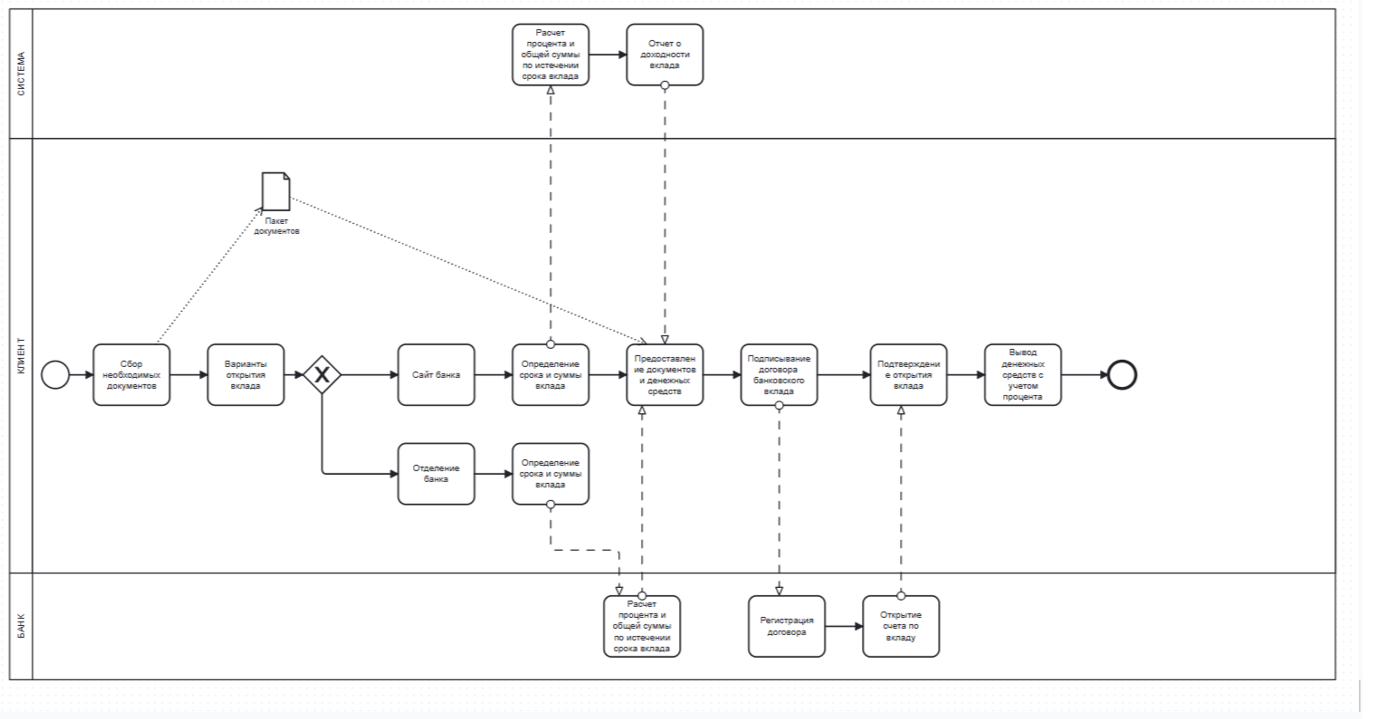 СИСТЕМА
Расчет
процента и
общей суммы
по истечении
срока вклада
Отчет о
доходности
вклада
КЛИЕНТ
Пакет
документов
Сбор
необходимых
документов
Варианты
открытия
вклада
X
Сайт банка
Определение
срока и суммы
вклада
Предоставлен
ие документов
и денежных
средств
Подписывание
договора
банковского
вклада
Подтверждени
е открытия
вклада
Вывод
денежных
средств с
учетом
процента
Отделение
банка
Определение
срока и суммы
вклада
БАНК
Расчет
процента и
общей суммы
по истечении
срока вклада
Регистрация
договора
Открытие
счета по
вкладу